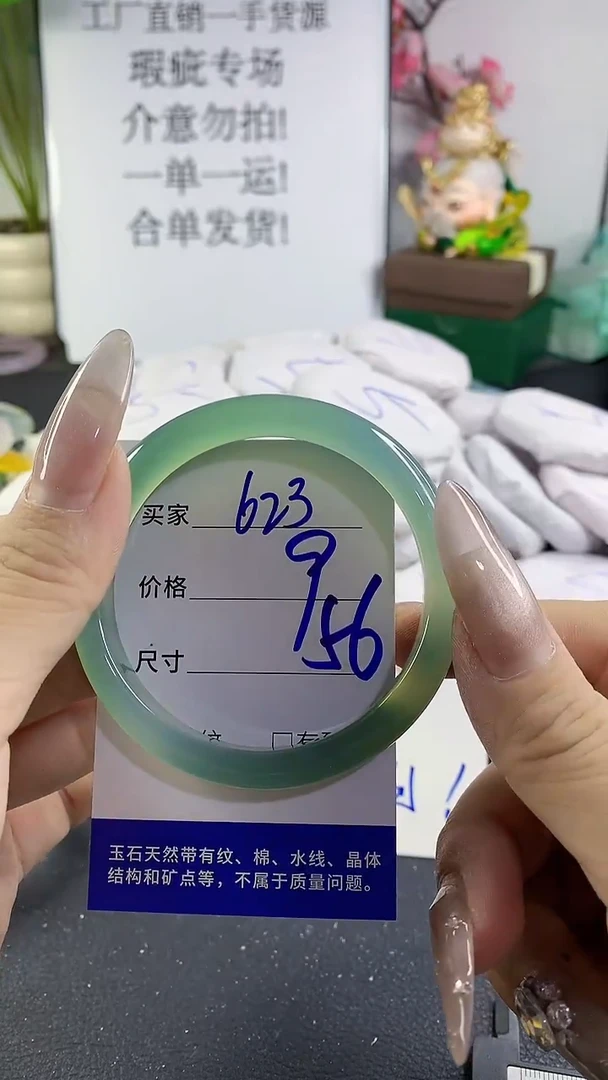 工厂直销一手货源
瑕疵专场
介意勿拍!
一单一运!
合单发货!
买家 623
价格 9
尺寸 56
玉石天然带有纹、棉、水线、晶体
结构和矿点等，不属于质量问题。